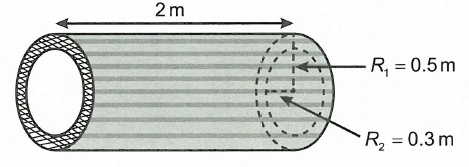 2 m
R₁ = 0.5 m
R₂ = 0.3 m